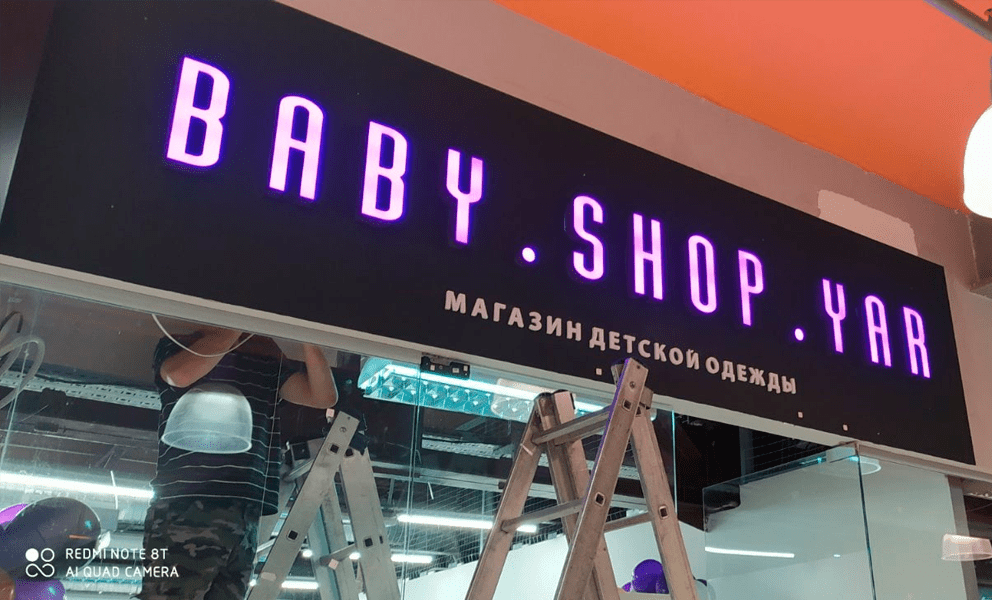 BABY.SHOP.YAR
МАГАЗИН ДЕТСКОЙ ОДЕЖДЫ
REDMI NOTE 8T
AI QUAD CAMERA